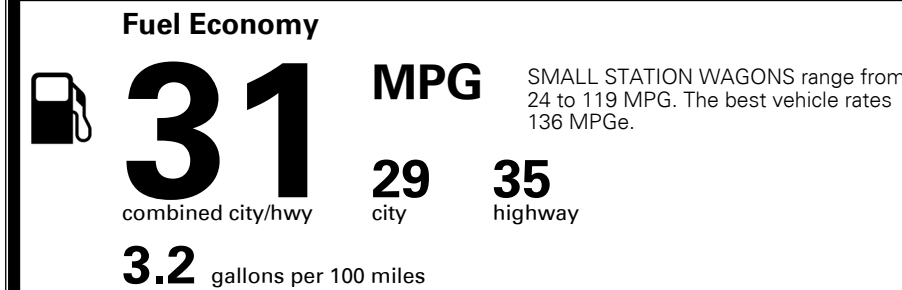 Fuel Economy
31
MPG
SMALL STATION WAGONS range from
24 to 119 MPG. The best vehicle rates
136 MPGe.
29
city
35
highway
combined city/hwy
3.2 gallons per 100 miles